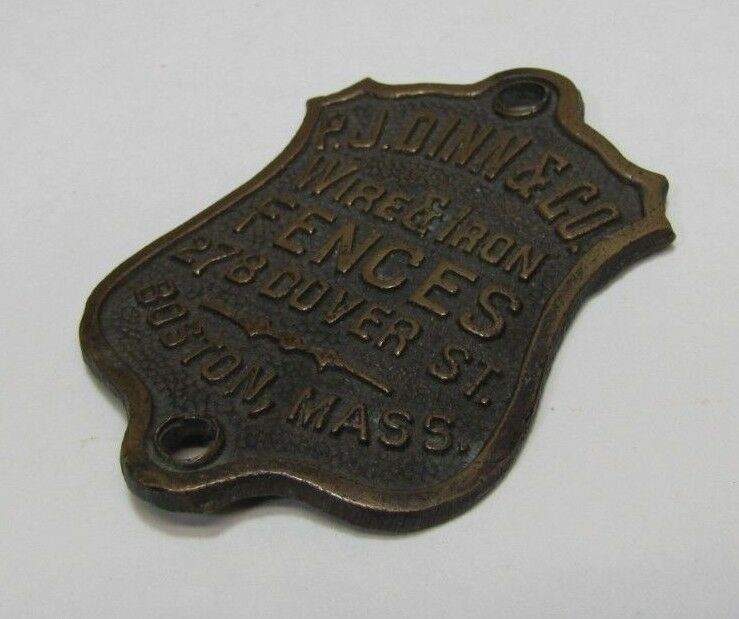 P.J. DINN & CO.
WIRE & IRON
FENCES
278 DOVER ST.
BOSTON, MASS.